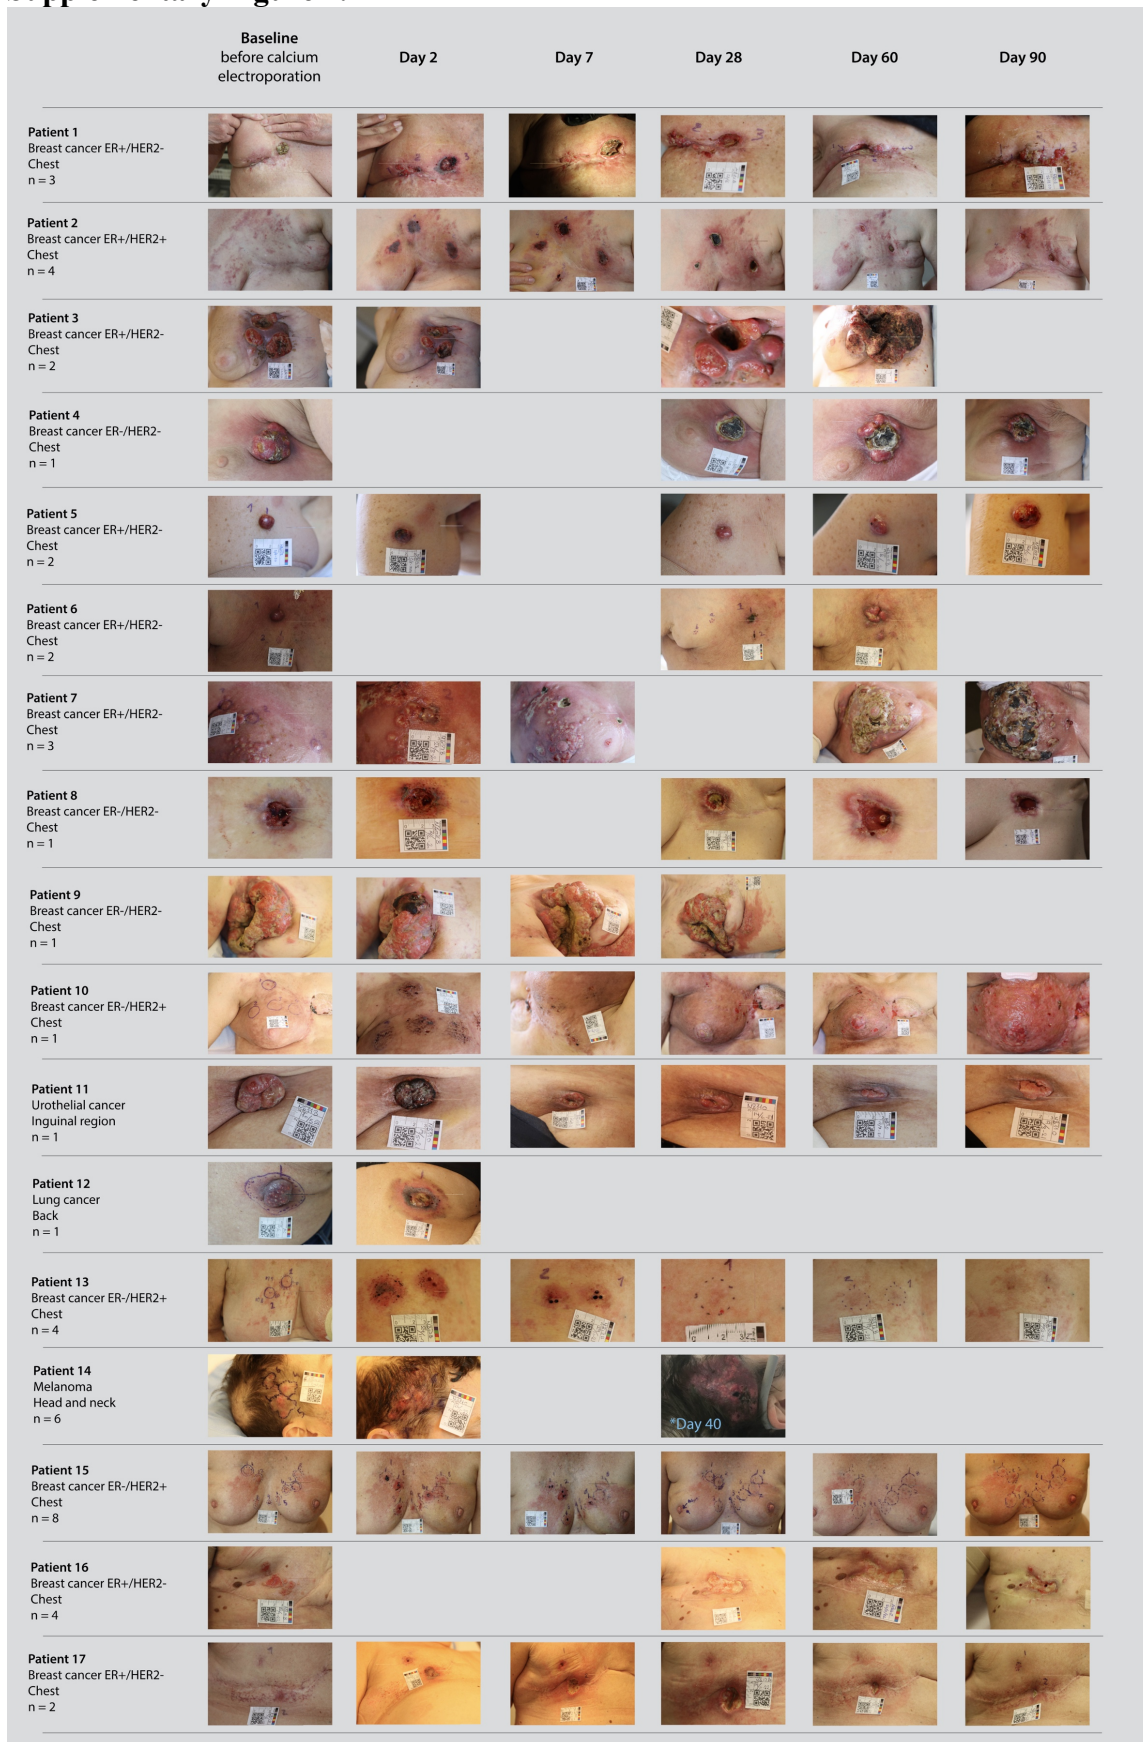 Supplementary Figure 1.
Baseline
before calcium
electroporation
Day 2
Day 7
Day 28
Day 60
Day 90
Patient 1
Breast cancer ER+/HER2-
Chest
n = 3
Patient 2
Breast cancer ER+/HER2+
Chest
n = 4
Patient 3
Breast cancer ER+/HER2-
Chest
n = 2
Patient 4
Breast cancer ER-/HER2-
Chest
n = 1
Patient 5
Breast cancer ER+/HER2-
Chest
n = 2
Patient 6
Breast cancer ER+/HER2-
Chest
n = 2
Patient 7
Breast cancer ER+/HER2-
Chest
n = 3
Patient 8
Breast cancer ER-/HER2-
Chest
n = 1
Patient 9
Breast cancer ER-/HER2-
Chest
n = 1
Patient 10
Breast cancer ER-/HER2+
Chest
n = 1
Patient 11
Urothelial cancer
Inguinal region
n = 1
Patient 12
Lung cancer
Back
n = 1
Patient 13
Breast cancer ER-/HER2+
Chest
n = 4
Patient 14
Melanoma
Head and neck
n = 6
*Day 40
Patient 15
Breast cancer ER-/HER2+
Chest
n = 8
Patient 16
Breast cancer ER+/HER2-
Chest
n = 4
Patient 17
Breast cancer ER+/HER2-
Chest
n = 2